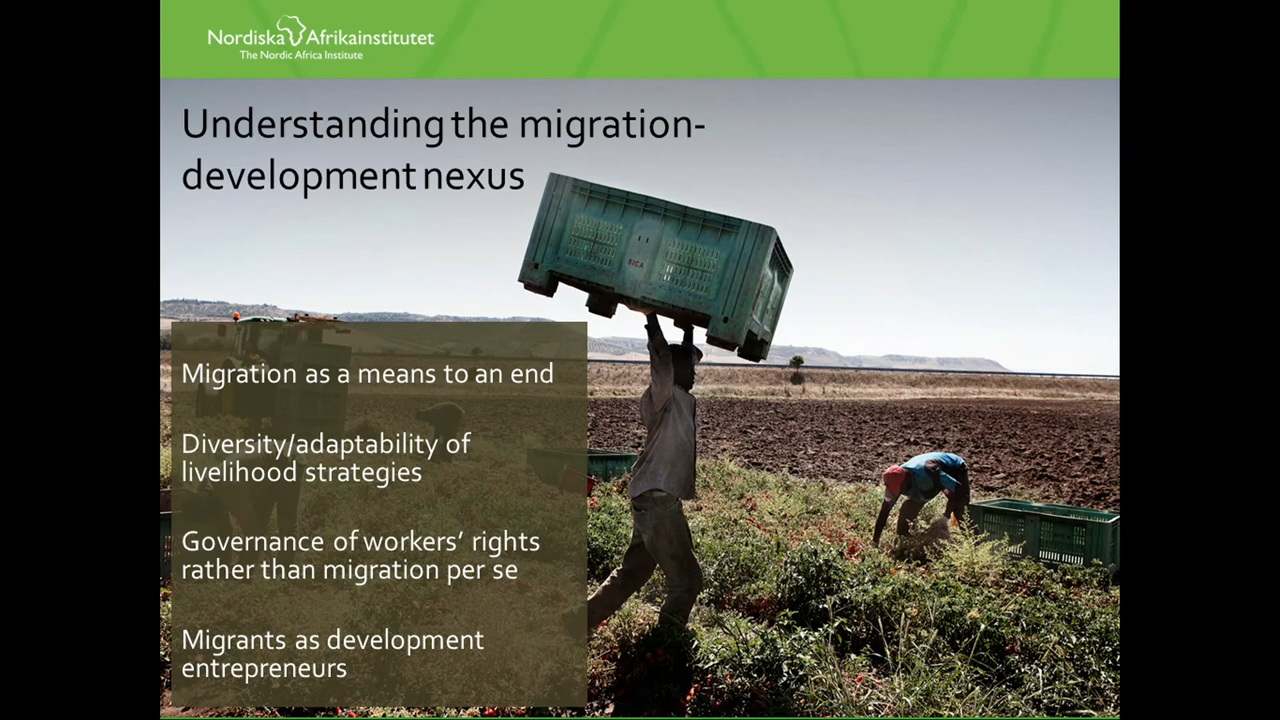 Nordiska Afrikainstitutet
The Nordic Africa Institute
Understanding the migration-
development nexus
SICA
Migration as a means to an end
Diversity/adaptability of
livelihood strategies
Governance of workers’ rights
rather than migration per se
Migrants as development
entrepreneurs